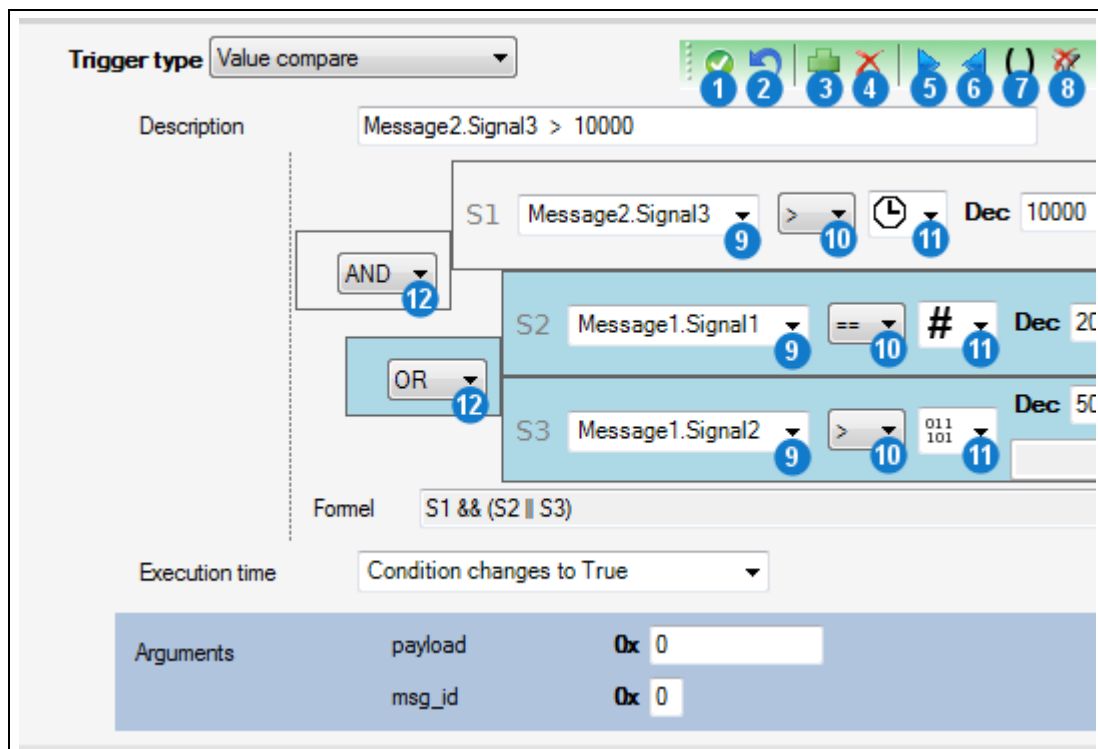 Trigger type Value compare
1 2 3 4 5 6 ( ) 7 8
Description Message2.Signal3 > 10000
S1 Message2.Signal3 9 > 10 11 Dec 10000
AND 12
S2 Message1.Signal1 9 == 10 # 11 Dec 20
OR 12
S3 Message1.Signal2 9 > 10 011 101 11 Dec 50
Formel S1 && (S2 || S3)
Execution time Condition changes to True
Arguments payload 0x 0
msg_id 0x 0